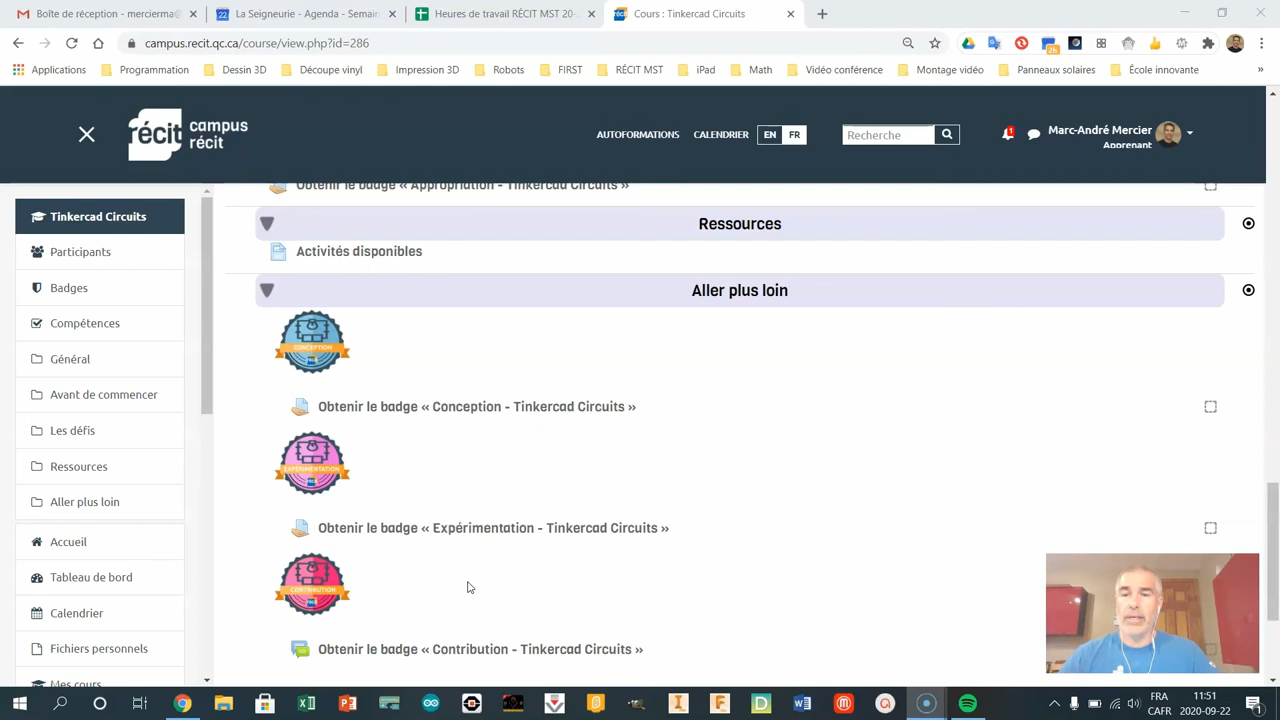 Boîte de réception - merciermat@
La Seigneurie - Agenda - Semain
Heures de travail RÉCIT MST 20-
Cours : Tinkercad Circuits
campus.recit.qc.ca/course/view.php?id=286
Applications
Programmation
Dessin 3D
Découpe vinyl
Impression 3D
Robots
FIRST
RÉCIT MST
iPad
Math
Vidéo conférence
Montage vidéo
Panneaux solaires
École innovante
»
récit campus
récit
AUTOFORMATIONS
CALENDRIER
EN
FR
Recherche
Marc-André Mercier
Apprenant
Tinkercad Circuits
Participants
Badges
Compétences
Général
Avant de commencer
Les défis
Ressources
Aller plus loin
Accueil
Tableau de bord
Calendrier
Fichiers personnels
Mes cours
Obtenir le badge « Appropriation - Tinkercad Circuits »
Ressources
Activités disponibles
Aller plus loin
CONCEPTION
Obtenir le badge « Conception - Tinkercad Circuits »
EXPÉRIMENTATION
Obtenir le badge « Expérimentation - Tinkercad Circuits »
CONTRIBUTION
Obtenir le badge « Contribution - Tinkercad Circuits »
FRA
CAFR
11:51
2020-09-22